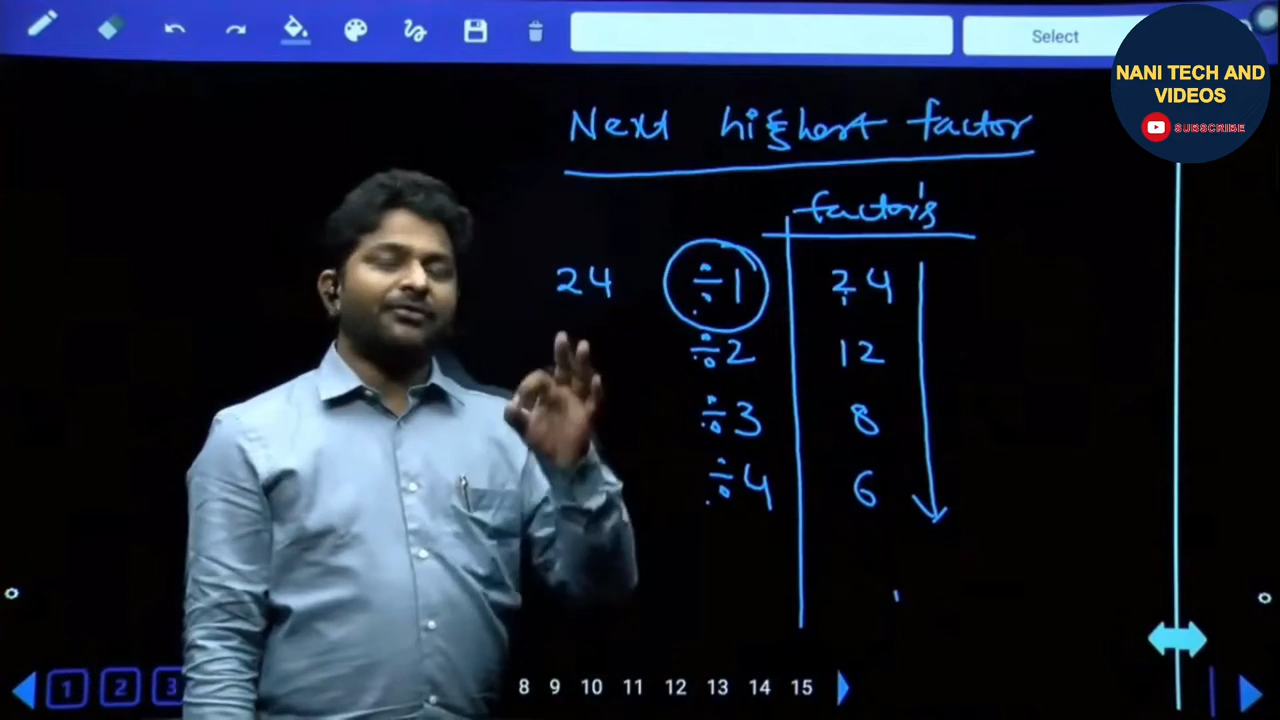 Select
NANI TECH AND
VIDEOS
SUBSCRIBE
Next highest factor
factor's
24 ÷1 24
÷2 12
÷3 8
÷4 6
1 2 3 8 9 10 11 12 13 14 15